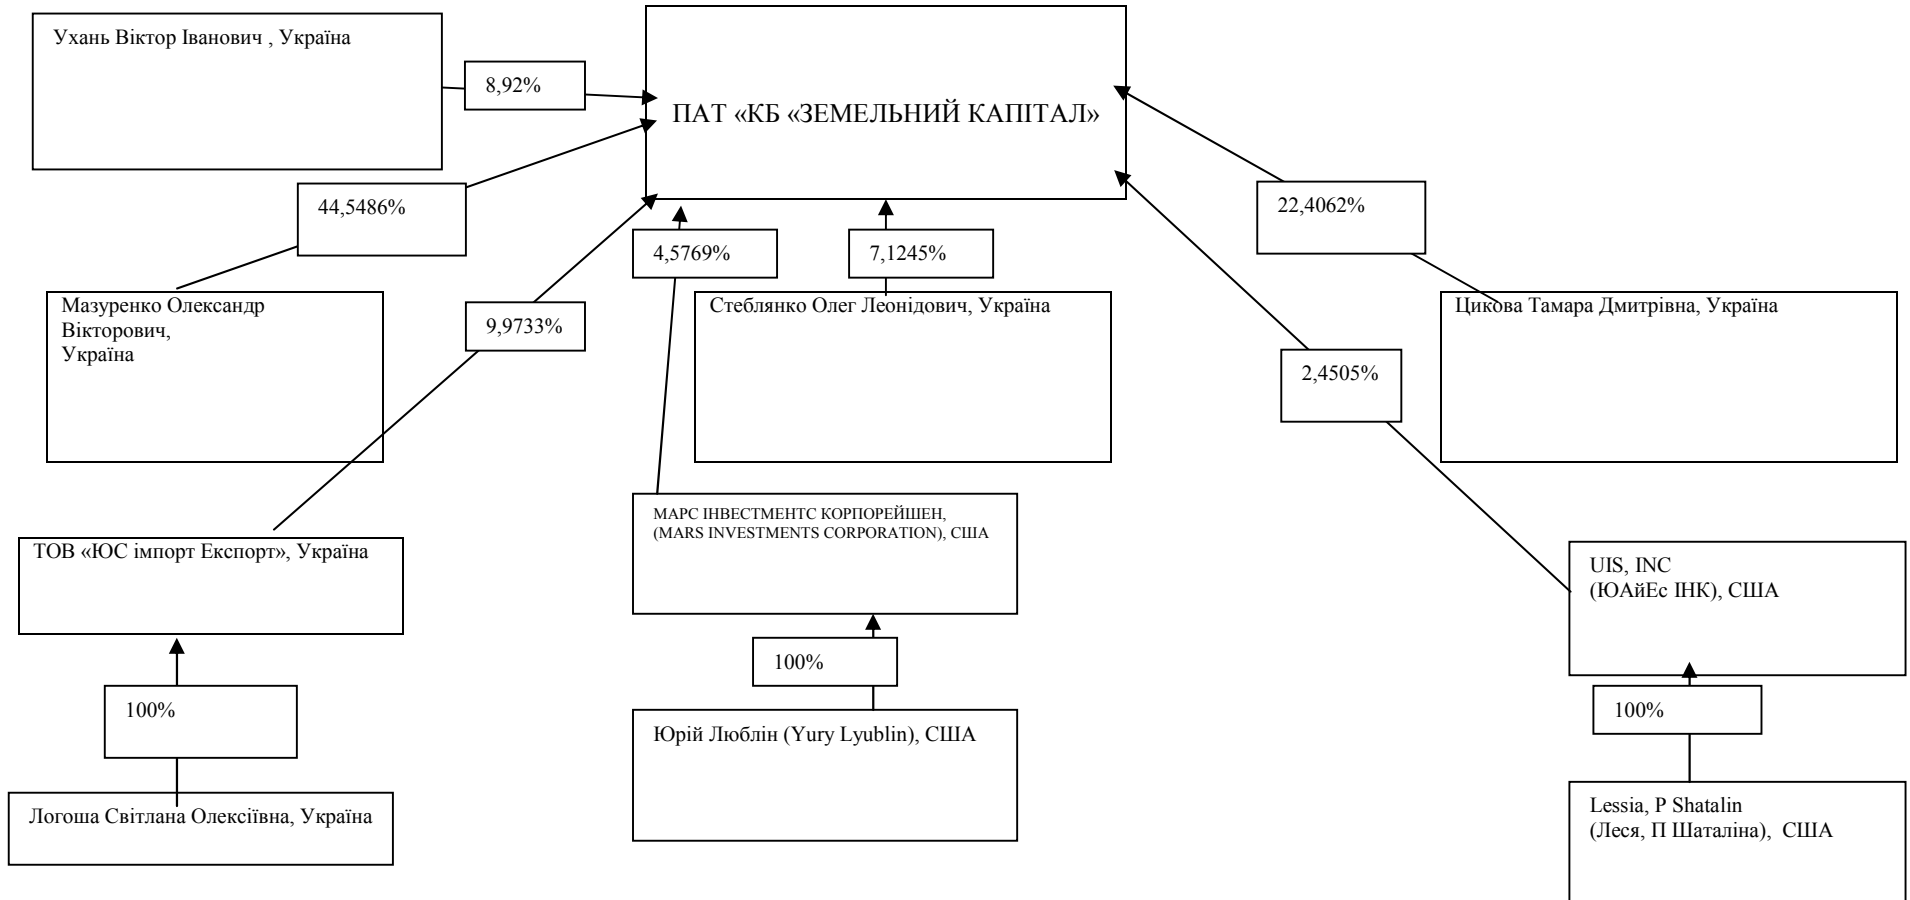 Ухань Віктор Іванович , Україна
8,92%
ПАТ «КБ «ЗЕМЕЛЬНИЙ КАПІТАЛ»
44,5486%
22,4062%
4,5769%
7,1245%
Мазуренко Олександр
Вікторович,
Україна
9,9733%
Стеблянко Олег Леонідович, Україна
Цикова Тамара Дмитрівна, Україна
2,4505%
МАРС ІНВЕСТМЕНТС КОРПОРЕЙШЕН,
(MARS INVESTMENTS CORPORATION), США
ТОВ «ЮС імпорт Експорт», Україна
UIS, INC
(ЮАйЕс ІНК), США
100%
100%
100%
Юрій Люблін (Yury Lyublin), США
Логоша Світлана Олексіївна, Україна
Lessia, P Shatalin
(Леся, П Шаталіна),  США